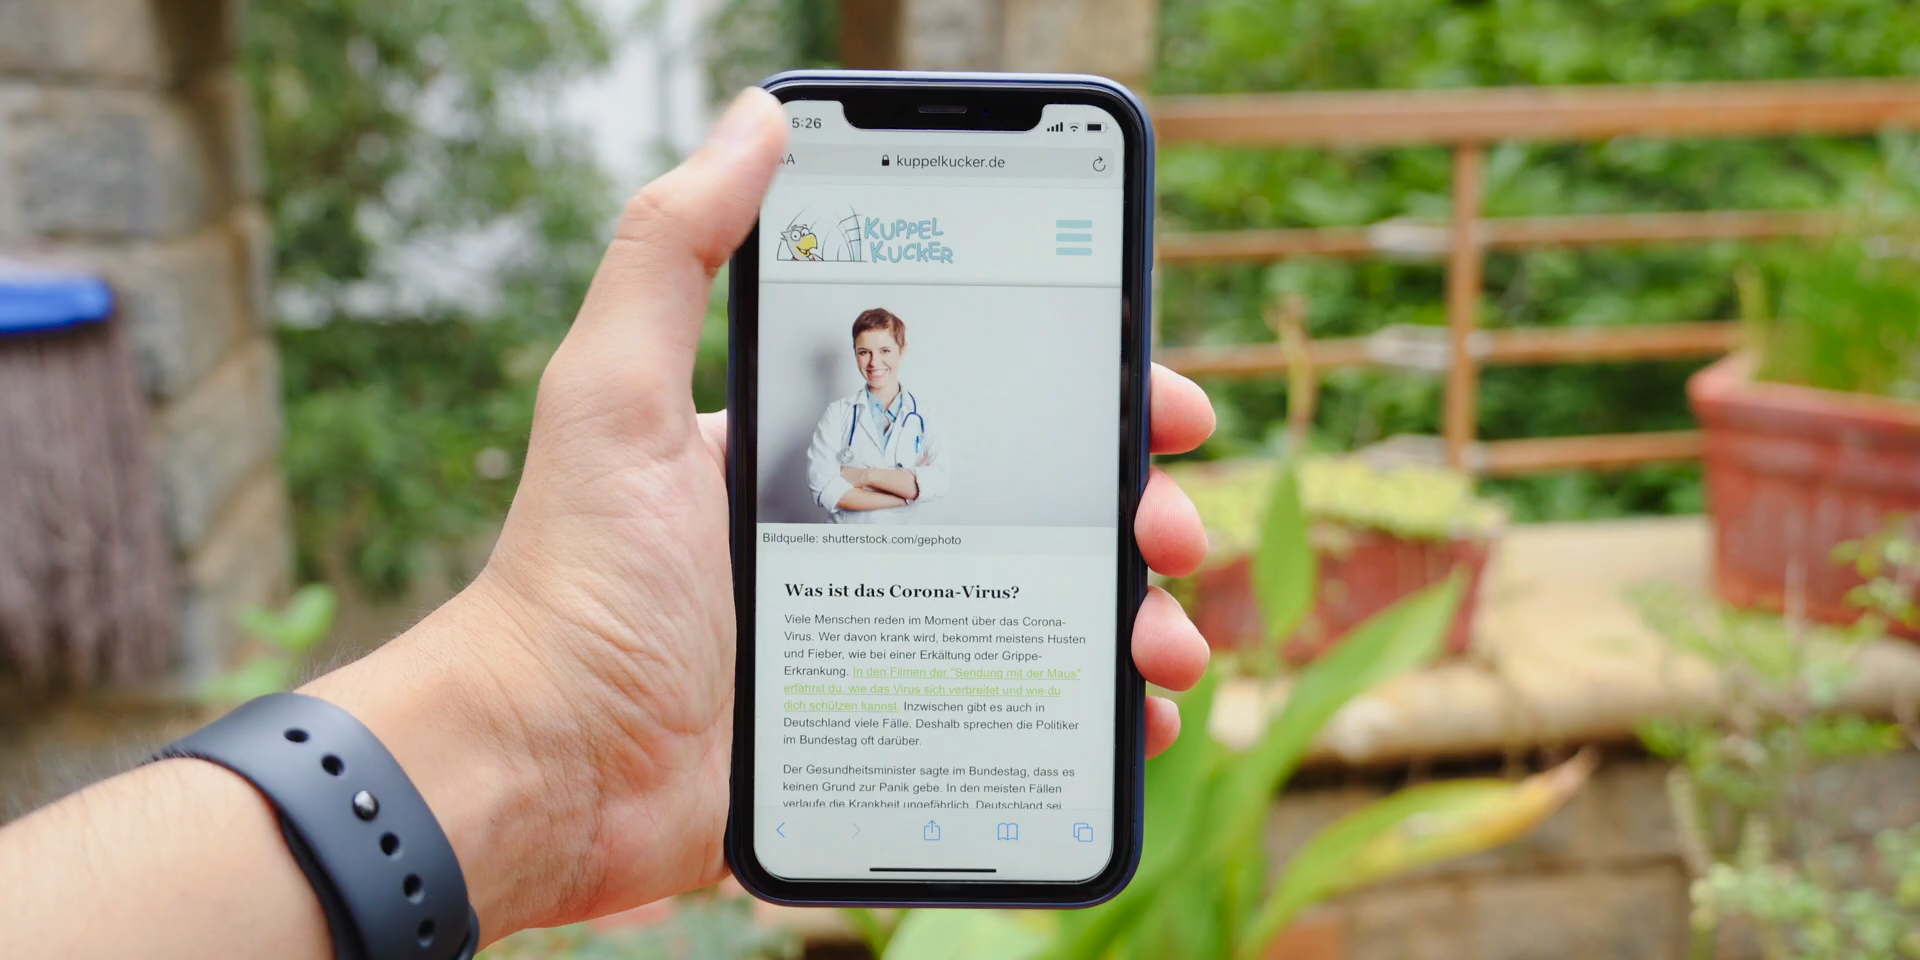 5:26
AA
kuppelkucker.de
KUPPEL
KUCKER
Bildquelle: shutterstock.com/gephoto
Was ist das Corona-Virus?
Viele Menschen reden im Moment über das Corona-
Virus. Wer davon krank wird, bekommt meistens Husten
und Fieber, wie bei einer Erkältung oder Grippe-
Erkrankung. In den Filmen der "Sendung mit der Maus"
erfährst du, wie das Virus sich verbreitet und wie du
dich schützen kannst. Inzwischen gibt es auch in
Deutschland viele Fälle. Deshalb sprechen die Politiker
im Bundestag oft darüber.
Der Gesundheitsminister sagte im Bundestag, dass es
keinen Grund zur Panik gebe. In den meisten Fällen
verlaufe die Krankheit ungefährlich. Deutschland sei